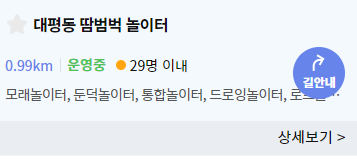 대평동 땀범벅 놀이터
0.99km 운영중 29명 이내
길안내
모래놀이터, 둔덕놀이터, 통합놀이터, 드로잉놀이터,
상세보기 >